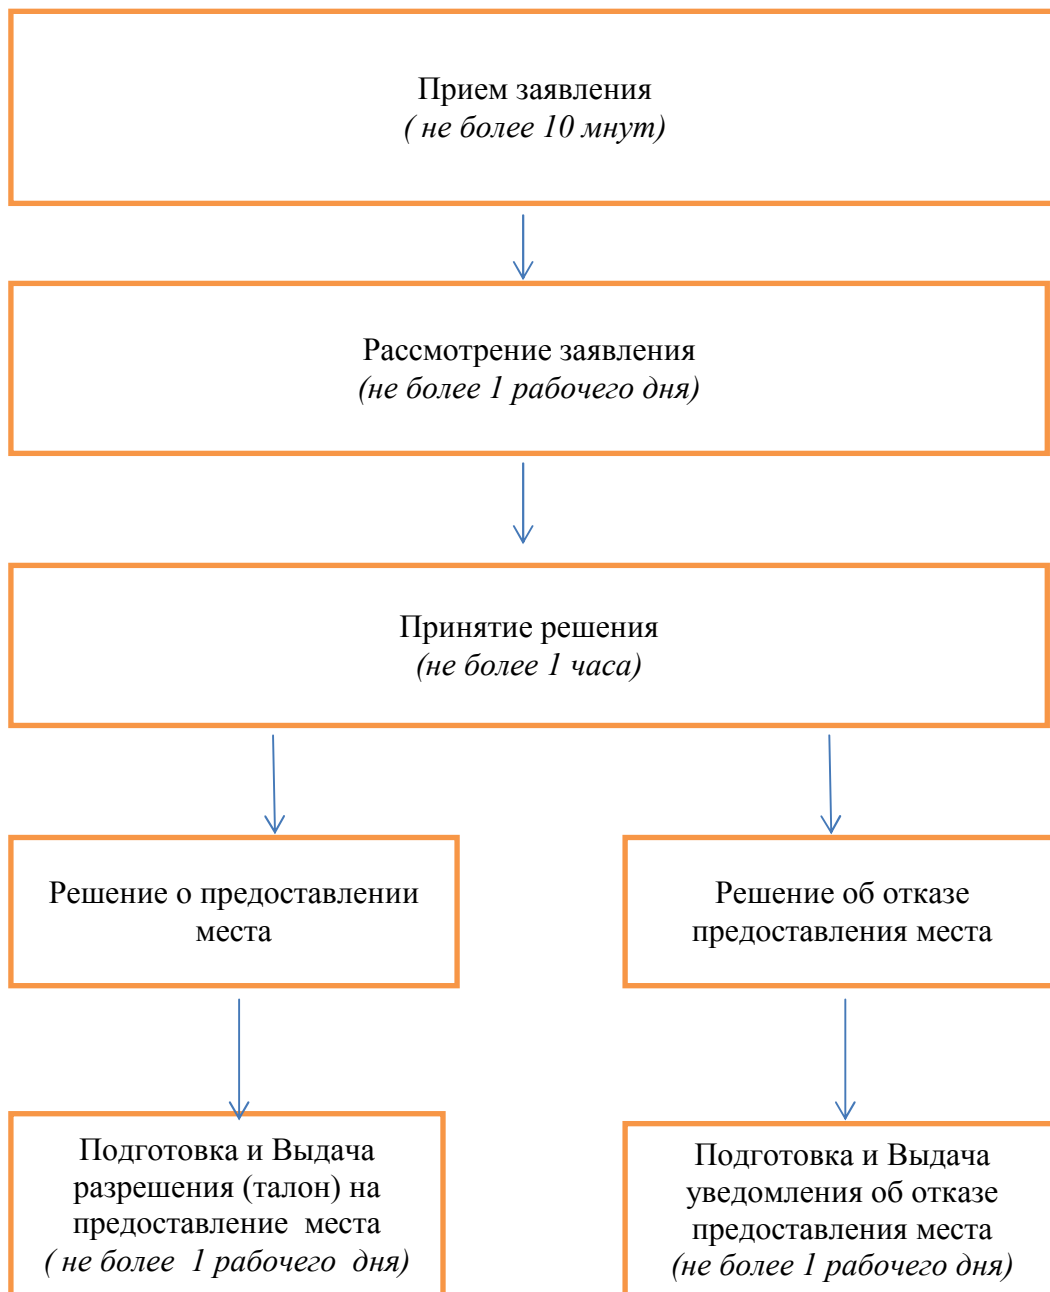 Прием заявления
( не более 10 мнут)
Рассмотрение заявления
(не более 1 рабочего дня)
Принятие решения
(не более 1 часа)
Решение о предоставлении
места
Решение об отказе
предоставления места
Подготовка и Выдача
разрешения (талон) на
предоставление  места
( не более  1 рабочего  дня)
Подготовка и Выдача
уведомления об отказе
предоставления места
(не более 1 рабочего дня)